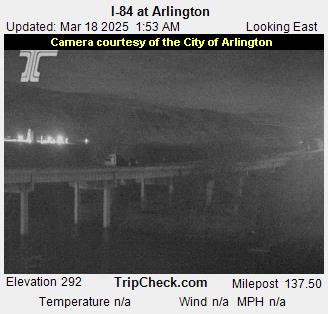 I-84 at Arlington
Updated: Mar 18 2025 1:53 AM Looking East
Camera courtesy of the City of Arlington
Elevation 292 TripCheck.com Milepost 137.50
Temperature n/a Wind n/a MPH n/a